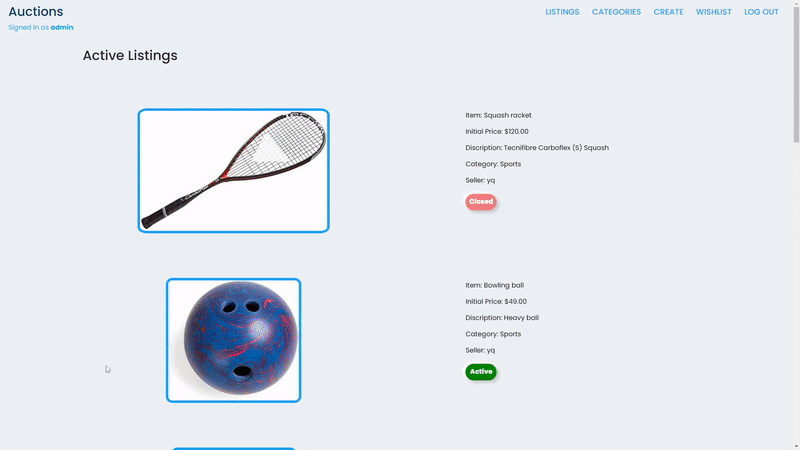 Auctions
LISTINGS CATEGORIES CREATE WISHLIST LOG OUT
Signed in as admin.
Active Listings
Item: Squash racket
Initial Price: $120.00
Discription: Tecnifibre Carboflex (S) Squash
Category: Sports
Seller: yq
Closed
Item: Bowling ball
Initial Price: $49.00
Discription: Heavy ball
Category: Sports
Seller: yq
Active